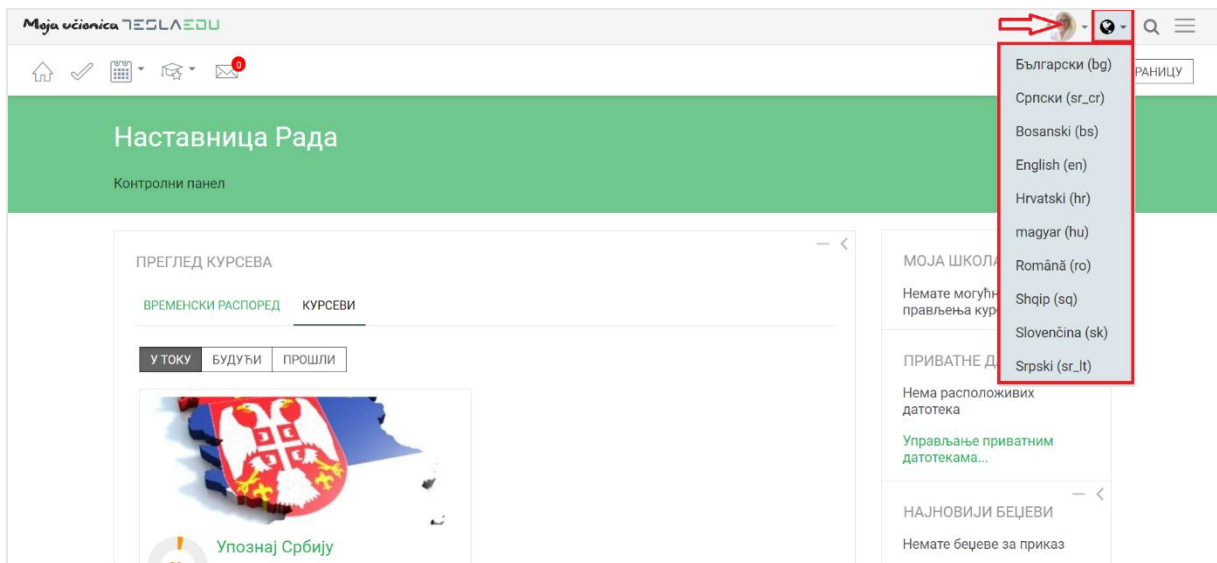 Moja učionica TESLAEDU
0
РАНИЦУ
Български (bg)
Српски (sr_cr)
Bosanski (bs)
English (en)
Hrvatski (hr)
magyar (hu)
Română (ro)
Shqip (sq)
Slovenčina (sk)
Srpski (sr_lt)
Наставница Рада
Контролни панел
ПРЕГЛЕД КУРСЕВА
ВРЕМЕНСКИ РАСПОРЕД КУРСЕВИ
У ТОКУ БУДУЋИ ПРОШЛИ
Упознај Србију
МОЈА ШКОЛА
Немате могућн
прављења курс
ПРИВАТНЕ Д
Нема расположивих
датотека
Управљање приватним
датотекама...
НАЈНОВИЈИ БЕЏЕВИ
Немате беџеве за приказ